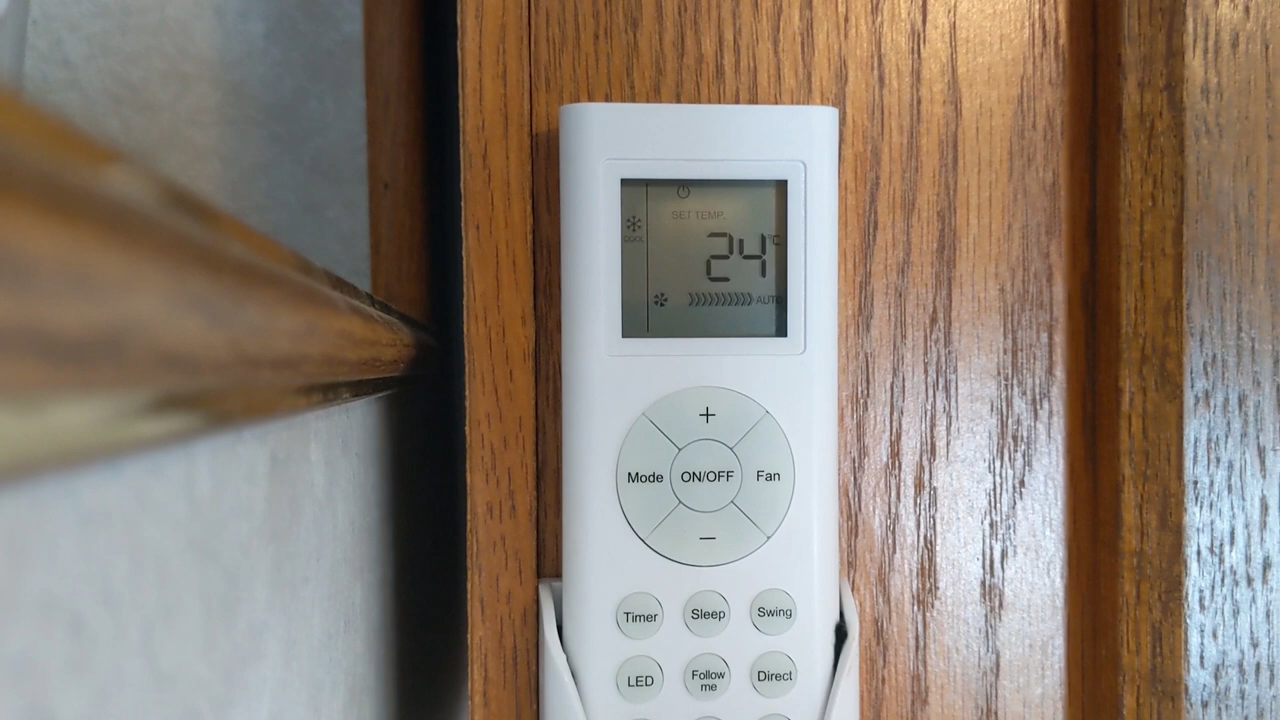 SET TEMP.
COOL
24°C
AUTO
+
Mode ON/OFF Fan
−
Timer Sleep Swing
LED Follow me Direct